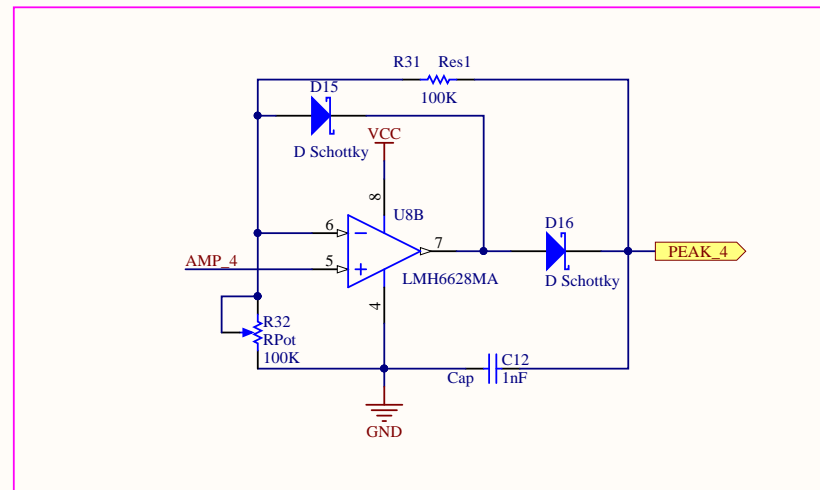 R31 Res1
100K
D15
D Schottky
VCC
8
U8B
6
7
5
AMP_4
LMH6628MA
4
D16
PEAK_4
D Schottky
R32
RPot
100K
Cap
C12
1nF
GND